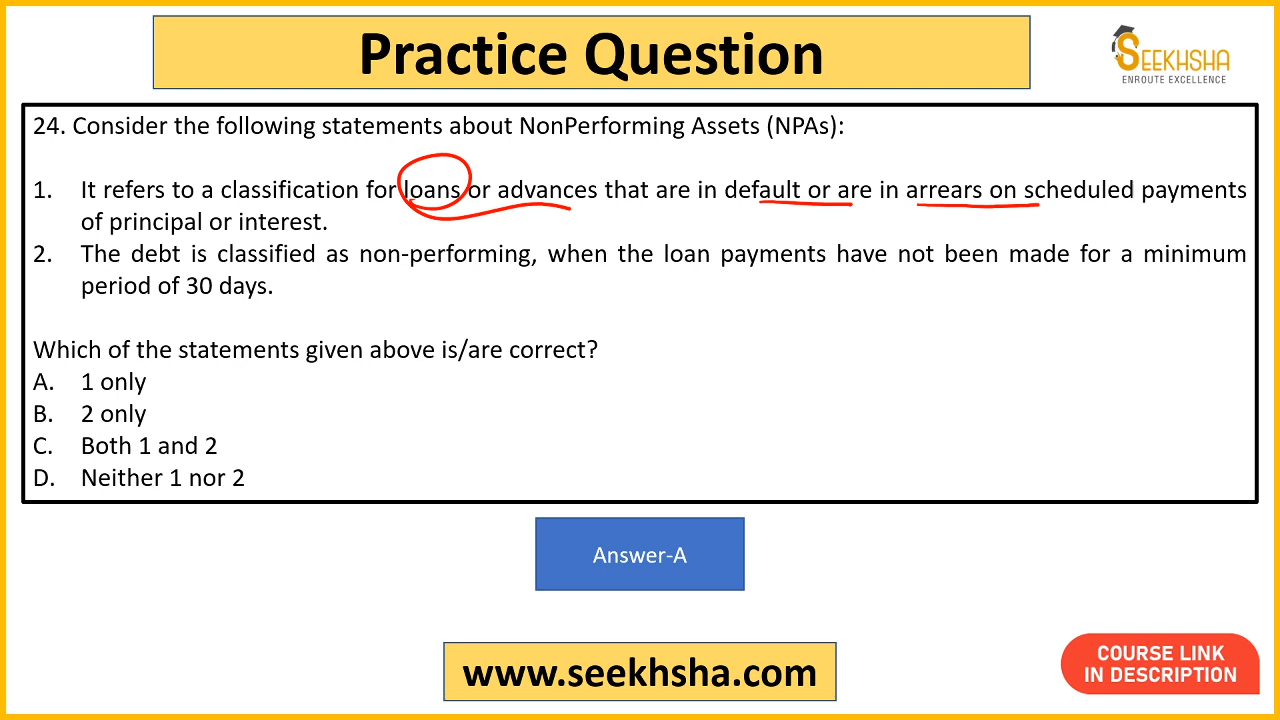 Practice Question
SEEKHSHA
ENROUTE EXCELLENCE
24. Consider the following statements about NonPerforming Assets (NPAs):
1. It refers to a classification for loans or advances that are in default or are in arrears on scheduled payments
of principal or interest.
2. The debt is classified as non-performing, when the loan payments have not been made for a minimum
period of 30 days.
Which of the statements given above is/are correct?
A. 1 only
B. 2 only
C. Both 1 and 2
D. Neither 1 nor 2
Answer-A
www.seekhsha.com
COURSE LINK
IN DESCRIPTION